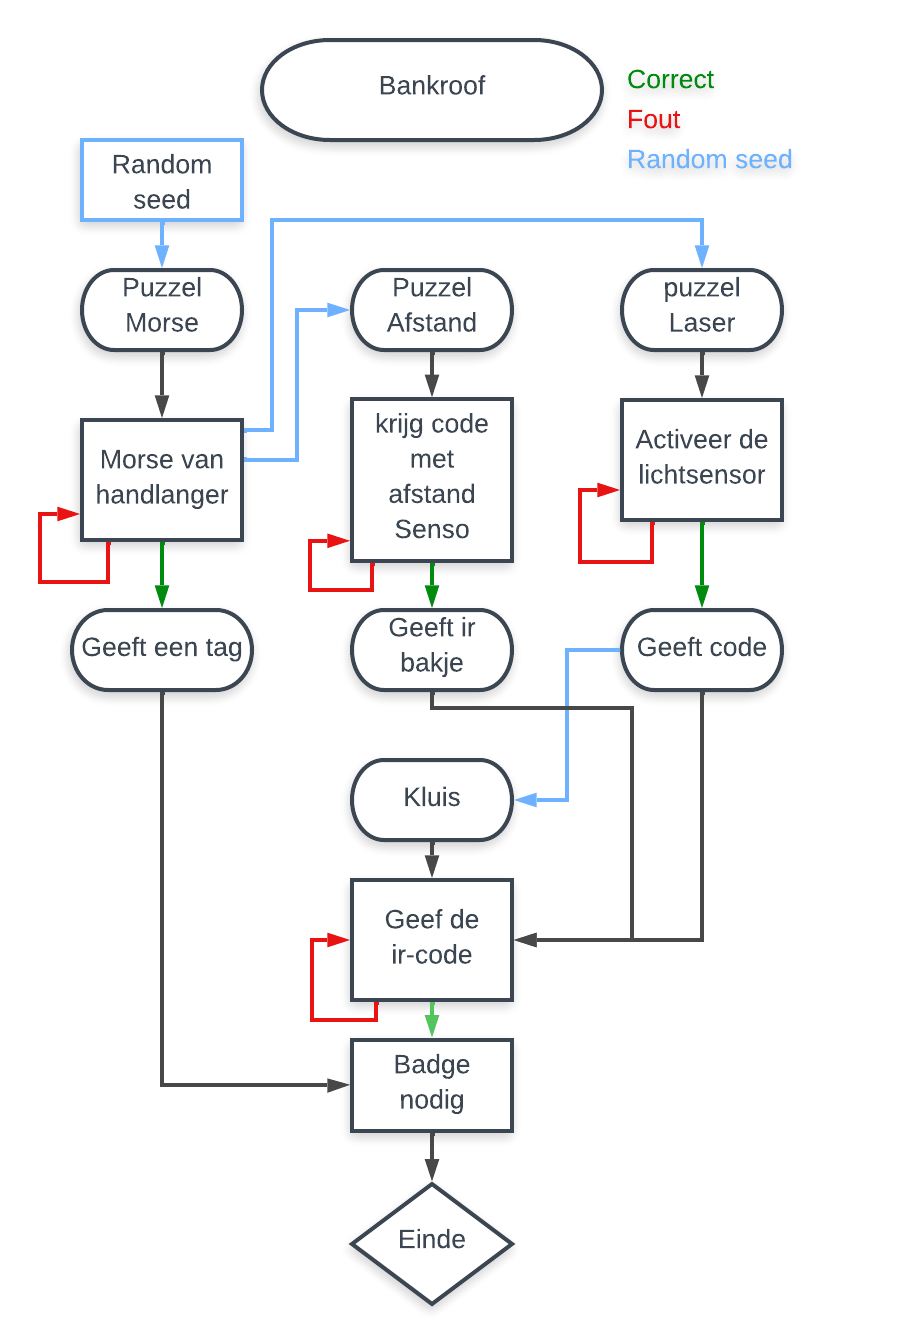 Bankroof
Correct
Fout
Random seed
Random
seed
Puzzel
Morse
Puzzel
Afstand
puzzel
Laser
Morse van
handlanger
krijg code
met
afstand
Senso
Activeer de
lichtsensor
Geeft een tag
Geeft ir
bakje
Geeft code
Kluis
Geef de
ir-code
Badge
nodig
Einde